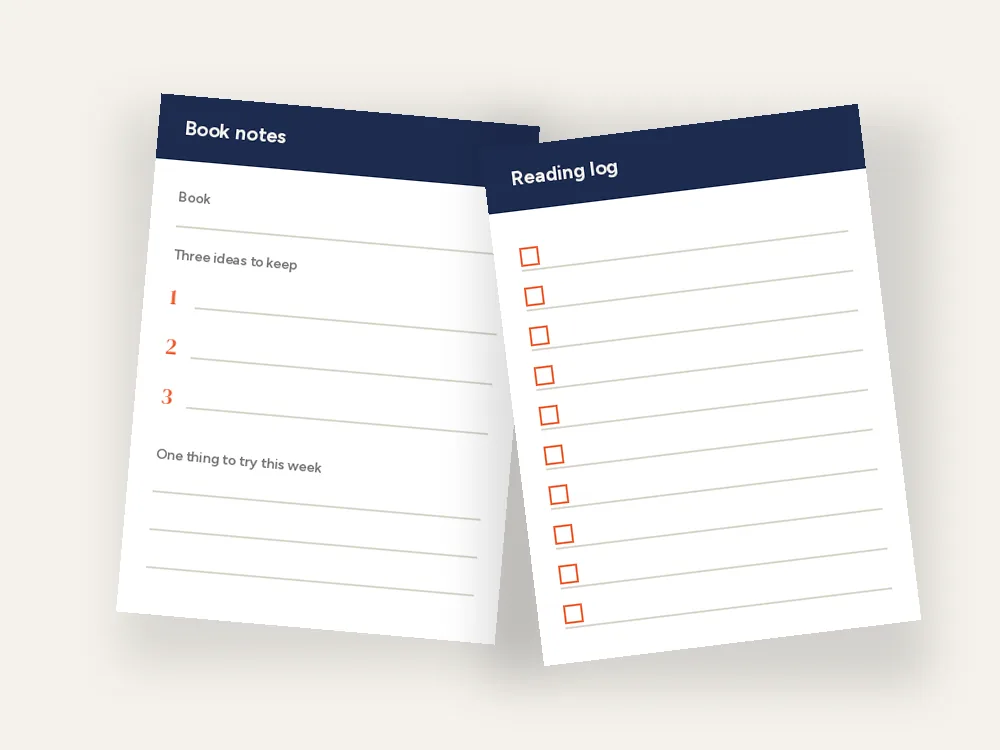 Book notes
Book
Three ideas to keep
1
2
3
One thing to try this week
Reading log